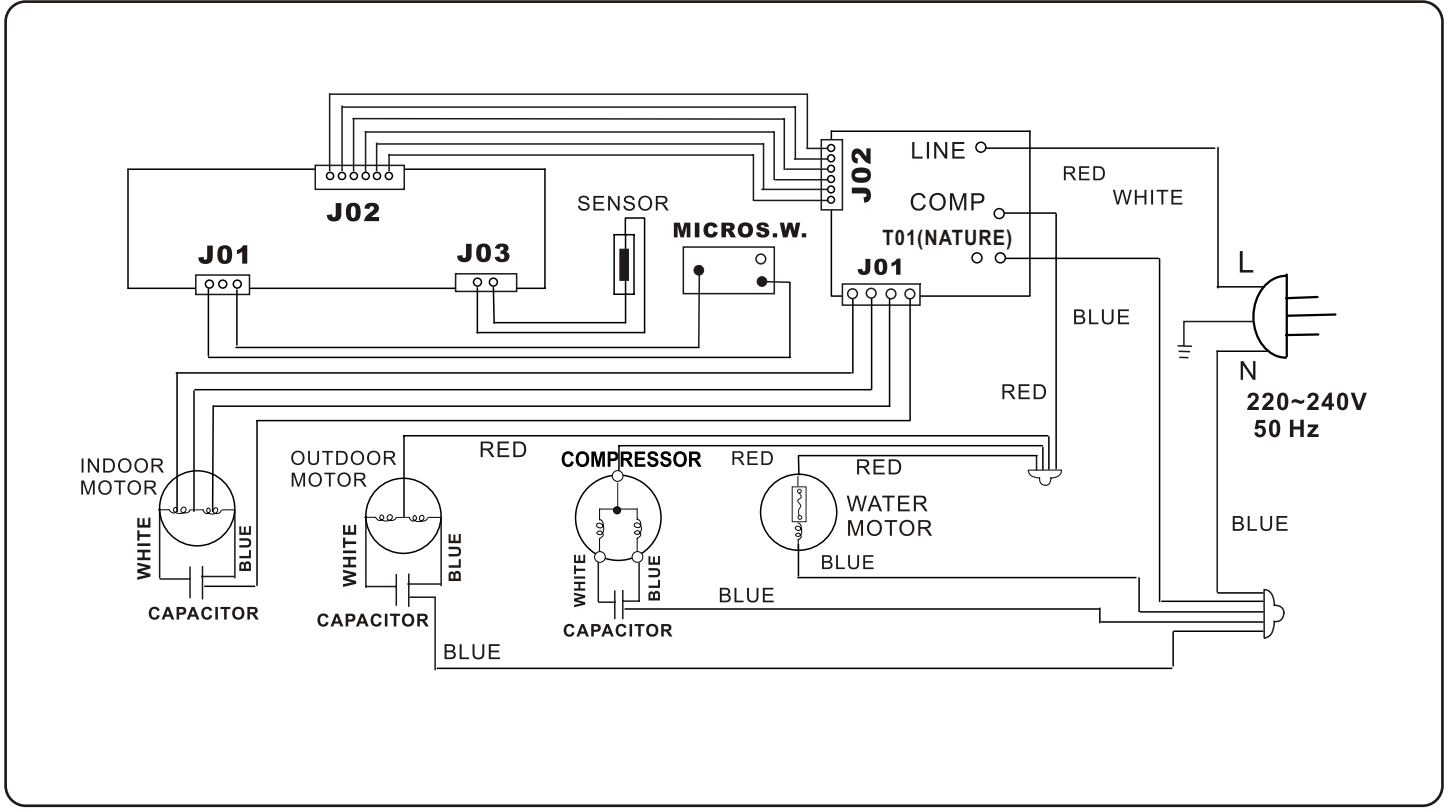 J02
LINE
RED
WHITE
SENSOR
COMP
J02
MICROS.W.
T01(NATURE)
J01
J03
J01
L
BLUE
N
RED
220~240V
50 Hz
RED
COMPRESSOR
RED
RED
INDOOR
MOTOR
OUTDOOR
MOTOR
WATER
MOTOR
WHITE
BLUE
WHITE
BLUE
WHITE
BLUE
BLUE
BLUE
BLUE
CAPACITOR
CAPACITOR
CAPACITOR
BLUE